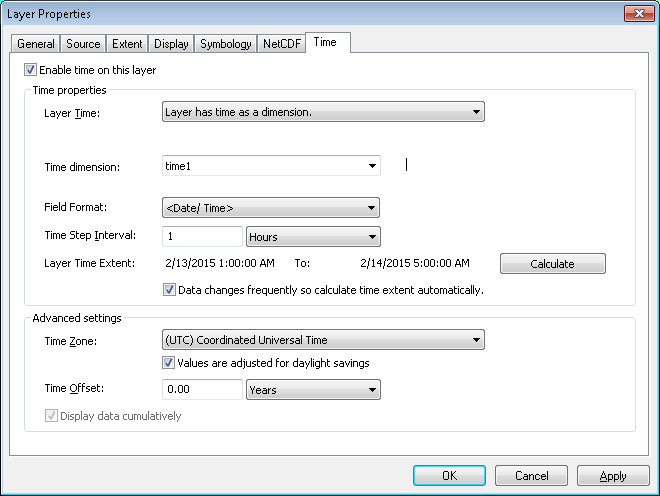 Layer Properties
General Source Extent Display Symbology NetCDF Time
Enable time on this layer
Time properties
Layer Time: Layer has time as a dimension.
Time dimension: time1
Field Format: <Date/ Time>
Time Step Interval: 1 Hours
Layer Time Extent: 2/13/2015 1:00:00 AM To: 2/14/2015 5:00:00 AM Calculate
Data changes frequently so calculate time extent automatically.
Advanced settings
Time Zone: (UTC) Coordinated Universal Time
Values are adjusted for daylight savings
Time Offset: 0.00 Years
Display data cumulatively
OK Cancel Apply